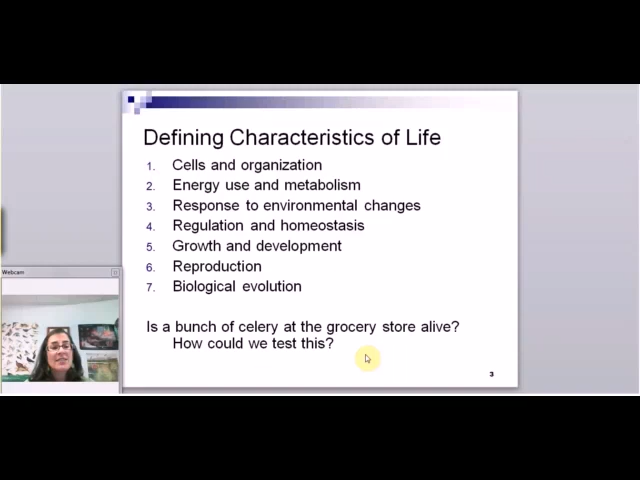 Defining Characteristics of Life
1. Cells and organization
2. Energy use and metabolism
3. Response to environmental changes
4. Regulation and homeostasis
5. Growth and development
6. Reproduction
7. Biological evolution
Is a bunch of celery at the grocery store alive?
How could we test this?
3
Webcam